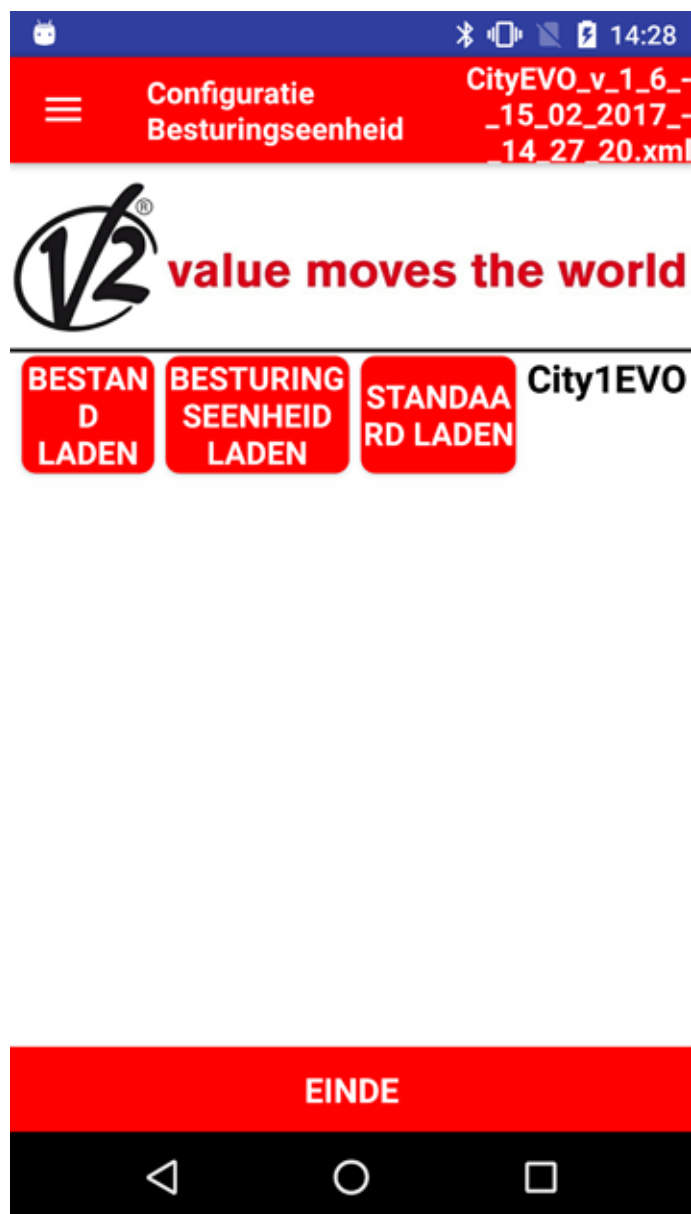 14:28
Configuratie
Besturingseenheid
CityEVO_v_1_6_-
_15_02_2017_-
_14_27_20.xml
V2®
value moves the world
BESTAN
D
LADEN
BESTURING
SEENHEID
LADEN
STANDAA
RD LADEN
City1EVO
EINDE